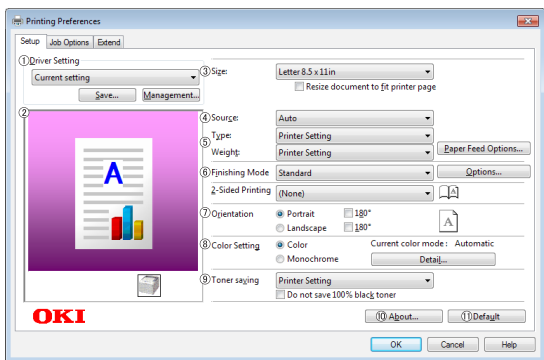 Printing Preferences
Setup Job Options Extend
①Driver Setting
Current setting
Save... Management...
②
A
OKI
③Size: Letter 8.5 x 11in
Resize document to fit printer page
④Source: Auto
⑤
Type: Printer Setting
Weight: Printer Setting Paper Feed Options...
⑥Finishing Mode Standard Options...
2-Sided Printing (None) A
⑦Orientation Portrait 180°
Landscape 180° A
⑧Color Setting Color Current color mode: Automatic
Monochrome Detail...
⑨Toner saving Printer Setting
Do not save 100% black toner
⑩About... ⑪Default
OK Cancel Help